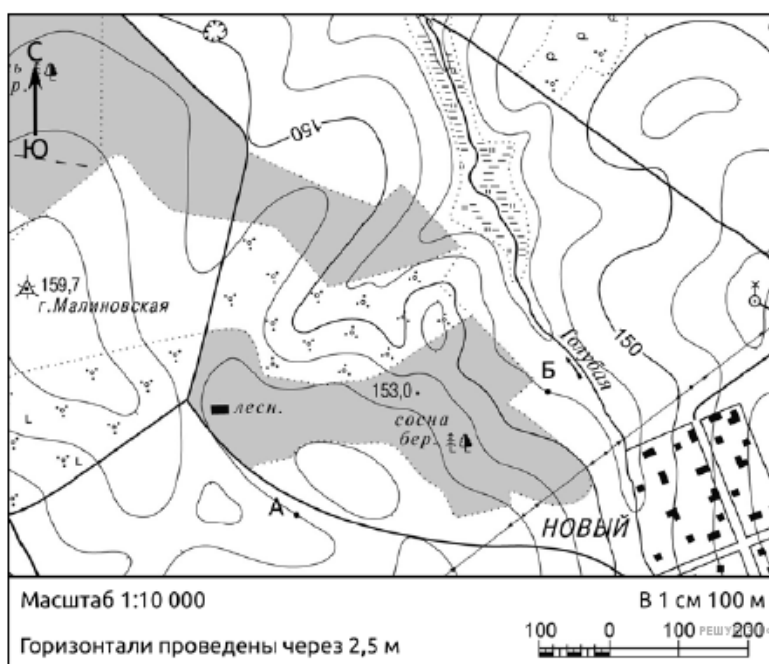 С
р.
Ю
150
159,7
г.Малиновская
Голубая
150
Б
153,0
лесн.
сосна
бер.
А
НОВЫЙ
Масштаб 1:10 000
В 1 см 100 м
Горизонтали проведены через 2,5 м
100 0 100 200